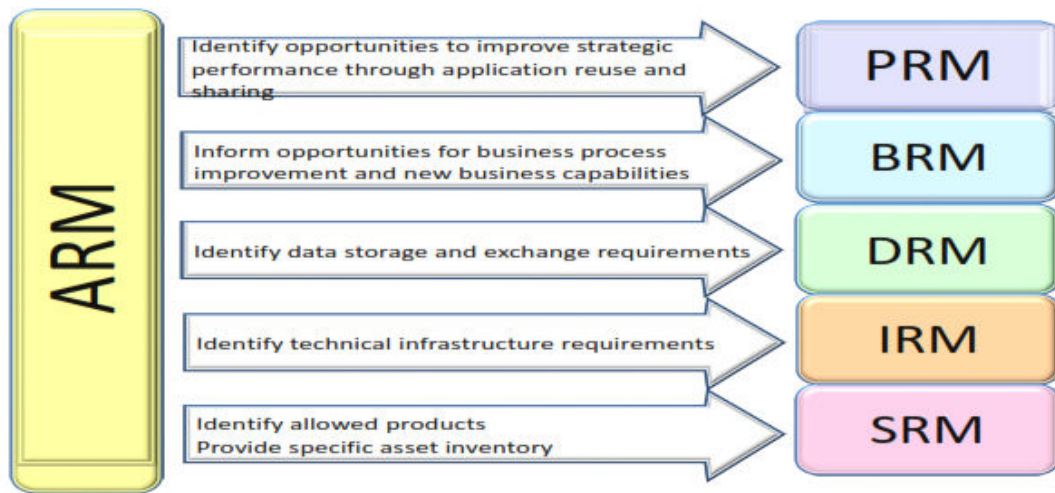 ARM
Identify opportunities to improve strategic
performance through application reuse and
sharing
PRM
Inform opportunities for business process
improvement and new business capabilities
BRM
Identify data storage and exchange requirements
DRM
Identify technical infrastructure requirements
IRM
Identify allowed products
Provide specific asset inventory
SRM